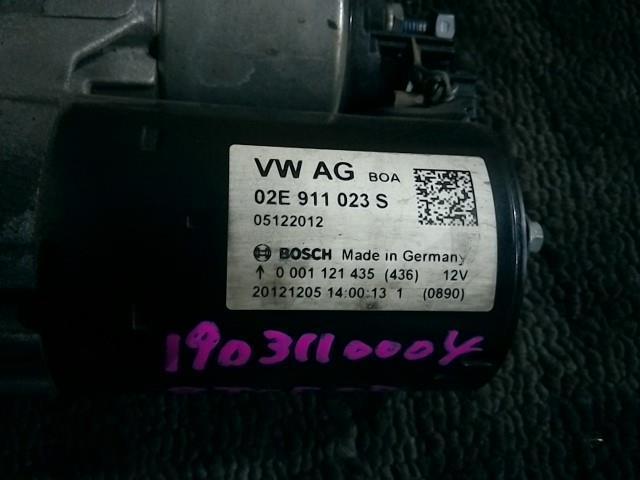 VW AG BOA
02E 911 023 S
05122012
BOSCH Made in Germany
↑ 0 001 121 435 (436) 12V
20121205 14:00:13 1 (0890)
1903110004